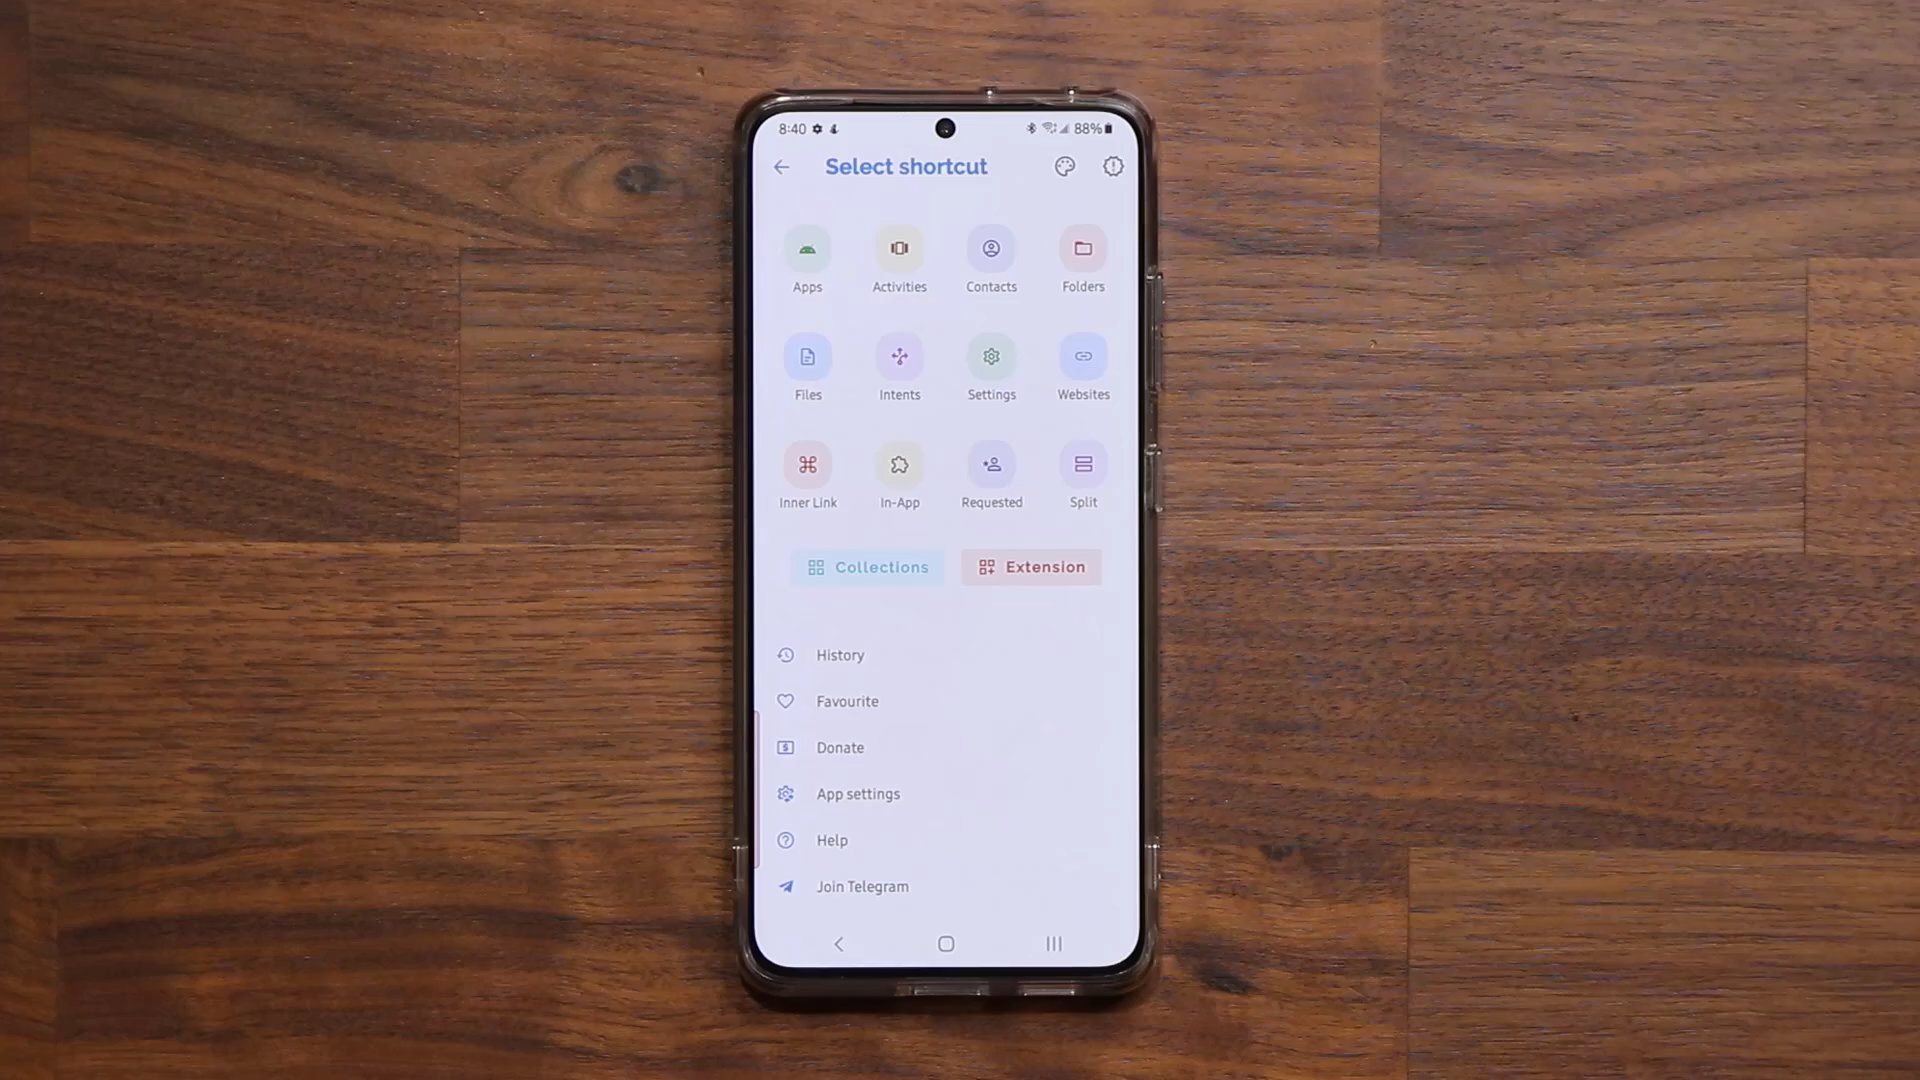 8:40 88%
Select shortcut
Apps Activities Contacts Folders
Files Intents Settings Websites
Inner Link In-App Requested Split
Collections Extension
History
Favourite
Donate
App settings
Help
Join Telegram